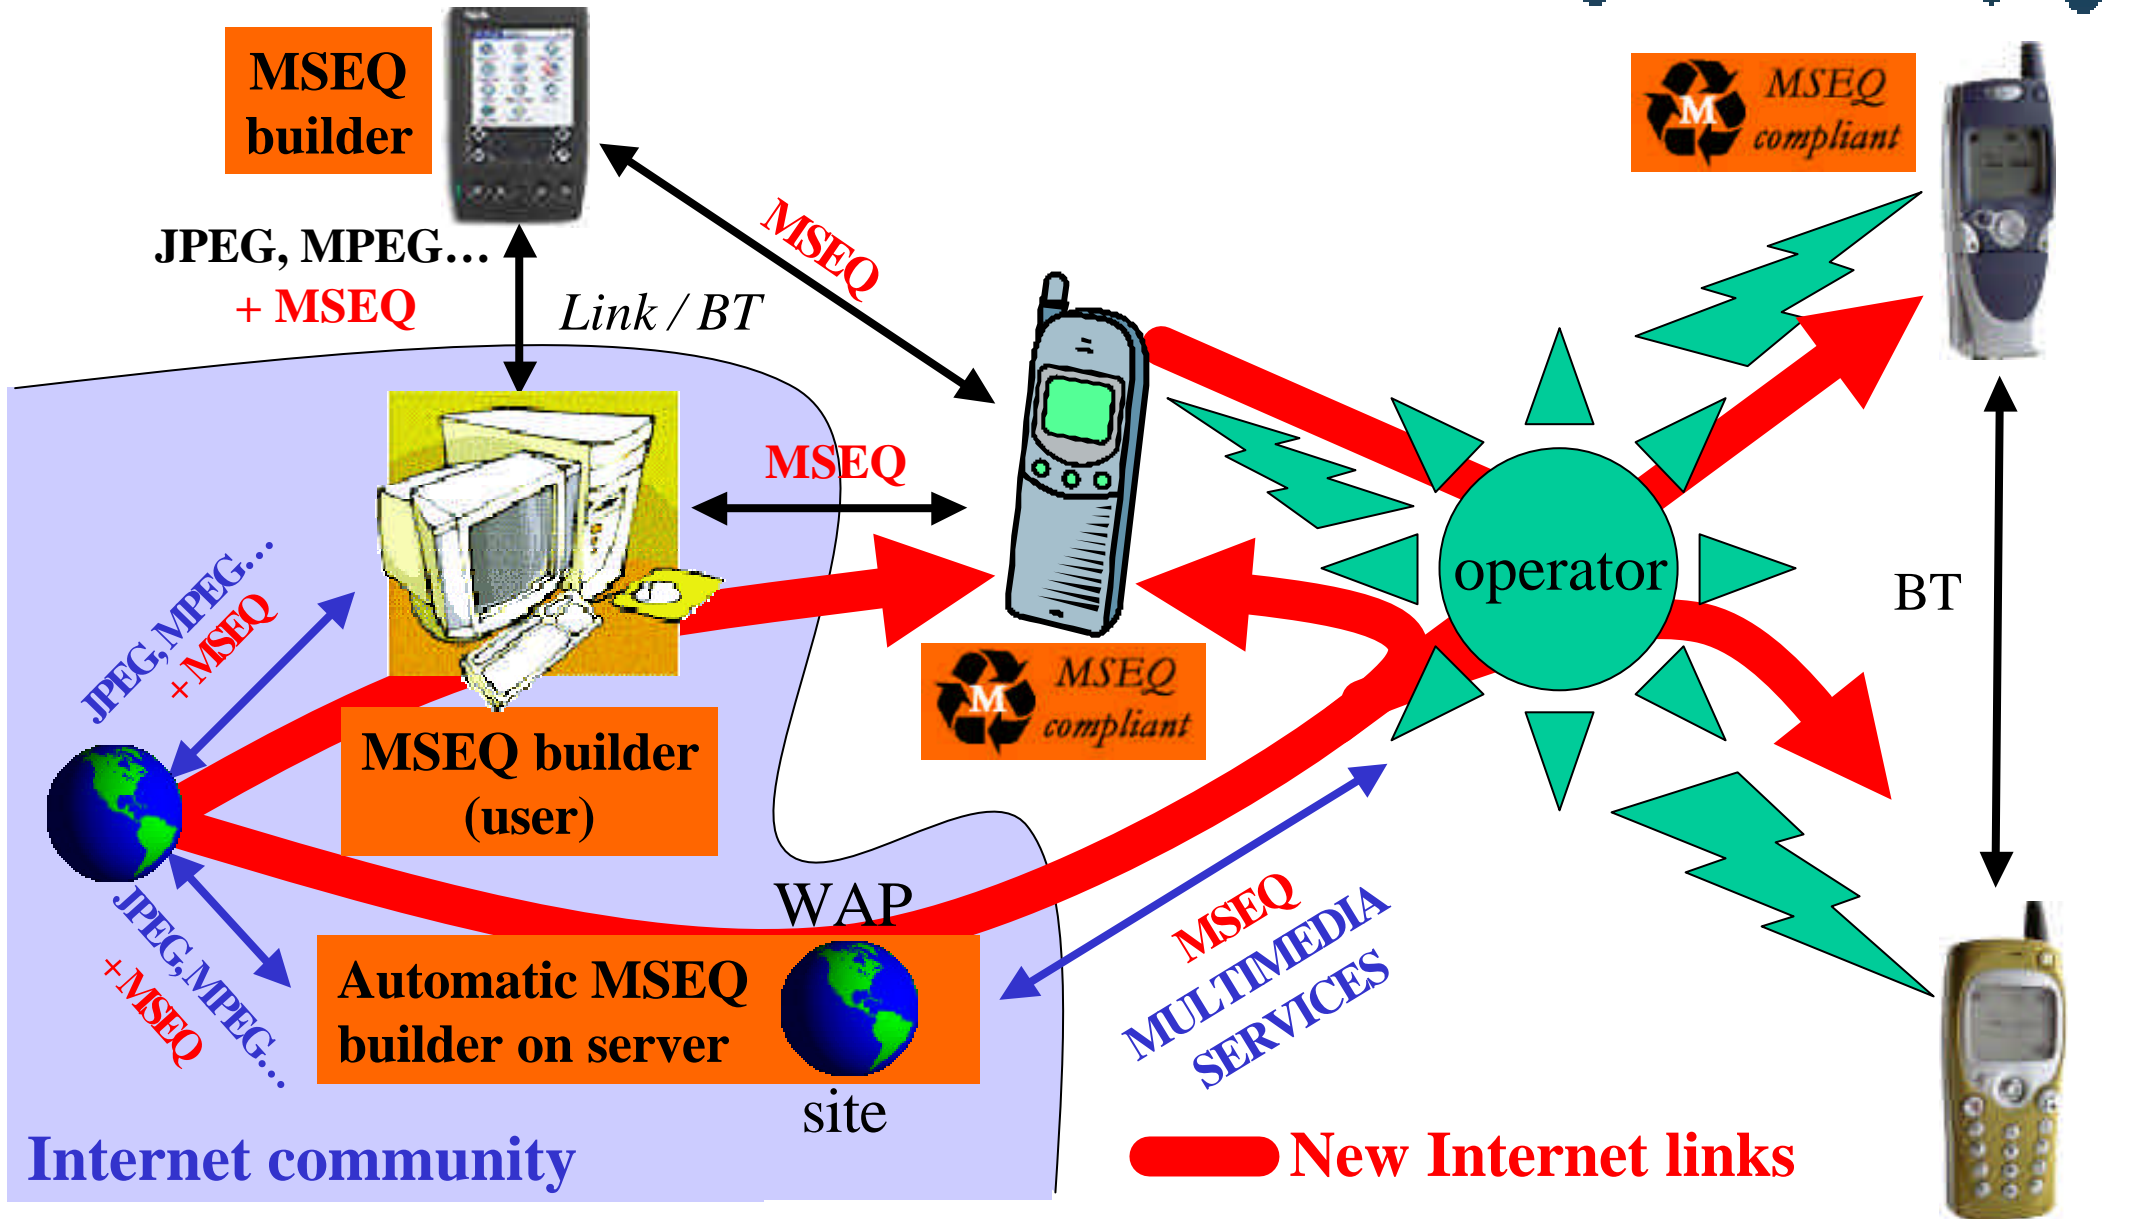 MSEQ
builder
JPEG, MPEG...
+ MSEQ
Link / BT
MSEQ
M
MSEQ
compliant
MSEQ
operator
BT
JPEG, MPEG...
+ MSEQ
M
MSEQ
compliant
MSEQ builder
(user)
WAP
JPEG, MPEG...
+ MSEQ
Automatic MSEQ
builder on server
site
MSEQ
MULTIMEDIA
SERVICES
Internet community
New Internet links